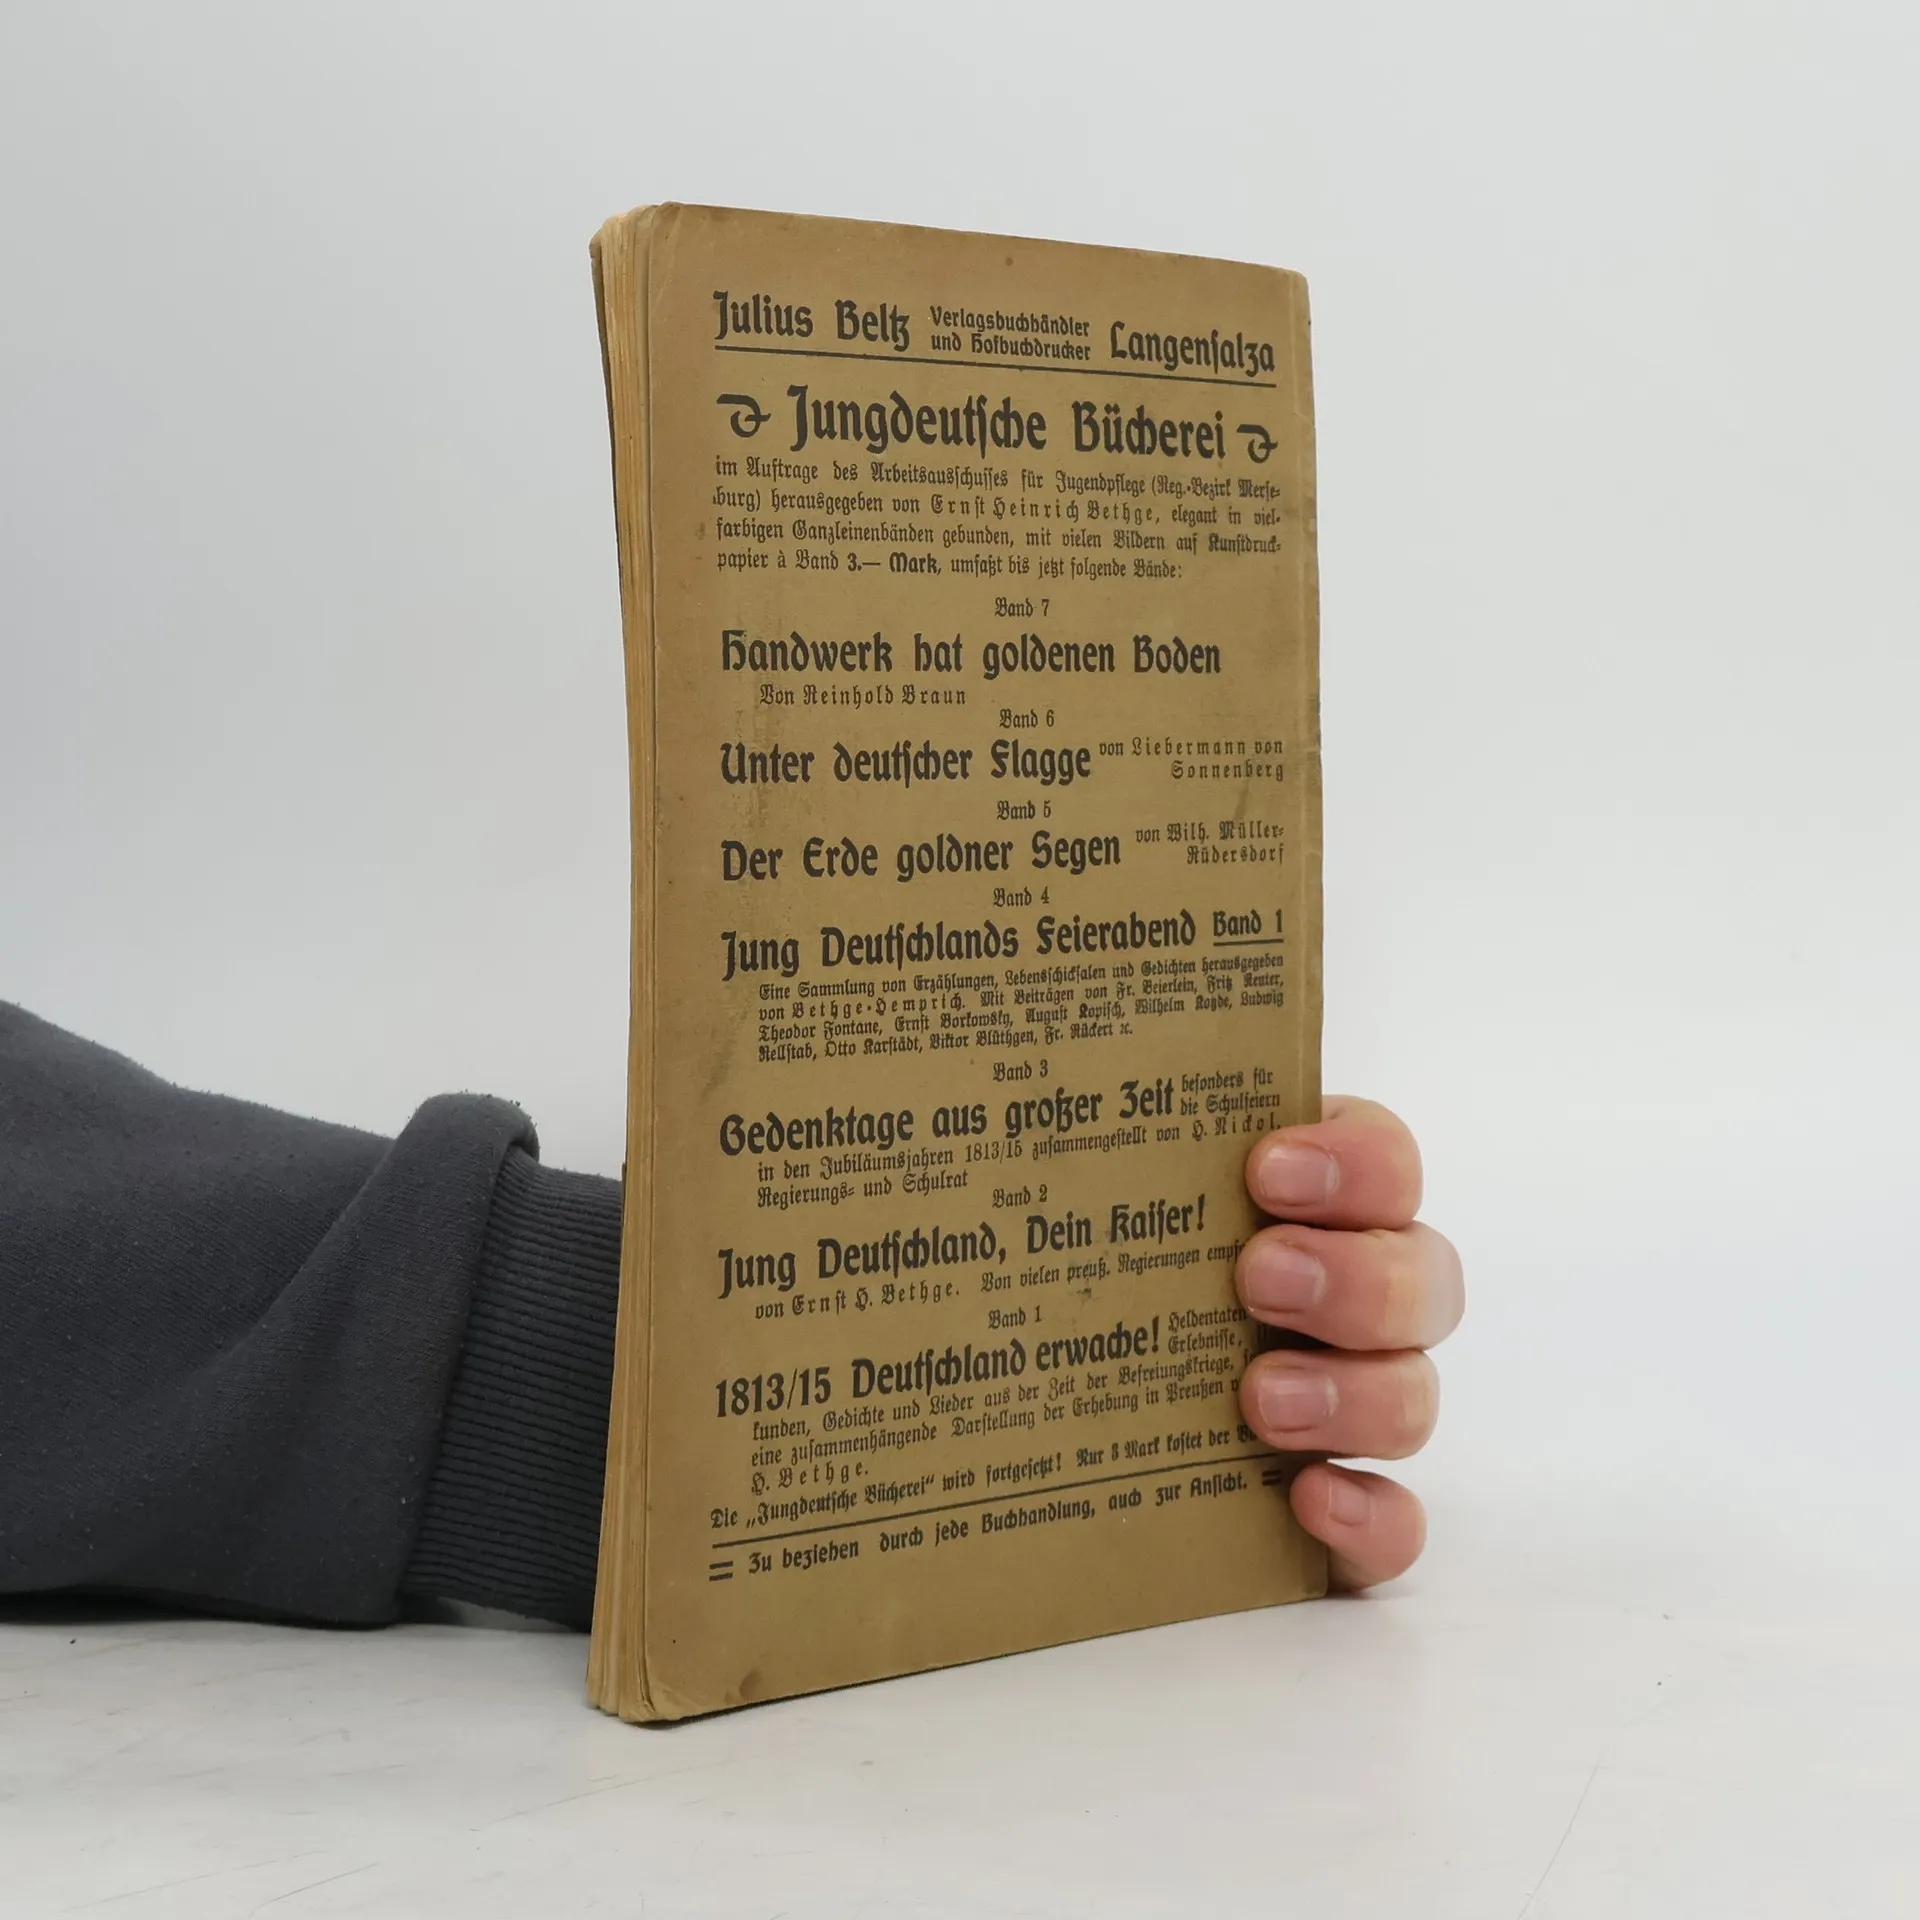 Julius Beltz Verlagsbuchhändler und Hofbuchdrucker Langensalza
Jungdeutsche Bücherei
im Auftrage des Arbeitsausschusses für Jugendpflege (Reg.-Bezirk Merse-
burg) herausgegeben von Ernst Heinrich Bethge, elegant in viel-
farbigen Ganzleinenbänden gebunden, mit vielen Bildern auf Kunstdruck-
papier à Band 3.— Mark, umfaßt bis jetzt folgende Bände:
Band 7
Handwerk hat goldenen Boden
Von Reinhold Braun
Band 6
Unter deutscher Flagge von Liebermann von
Sonnenberg
Band 5
Der Erde goldner Segen von Wilh. Müller-
Rüdersdorf
Band 4
Jung Deutschlands Feierabend Band 1
Eine Sammlung von Erzählungen, Lebensschicksalen und Gedichten herausgegeben
von Bethge-Hemprich. Mit Beiträgen von Fr. Beierlein, Fritz Reuter,
Theodor Fontane, Ernst Borkowsky, August Kopisch, Wilhelm Kotzde, Ludwig
Rellstab, Otto Karstädt, Viktor Blüthgen, Fr. Rückert ꝛc.
Band 3
Gedenktage aus großer Zeit besonders für
die Schulfeiern
in den Jubiläumsjahren 1813/15 zusammengestellt von H. Nickol,
Regierungs- und Schulrat
Band 2
Jung Deutschland, Dein Kaiser!
von Ernst H. Bethge. Von vielen preuß. Regierungen
Band 1
1813/15 Deutschland erwache! Heldentaten
Erlebnisse,
kunden, Gedichte und Lieder aus der Zeit der Befreiungskriege,
eine zusammenhängende Darstellung der Erhebung in Preußen
H. Bethge.
Die „Jungdeutsche Bücherei" wird fortgesetzt! Nur 3 Mark kostet der
Zu beziehen durch jede Buchhandlung, auch zur Ansicht.